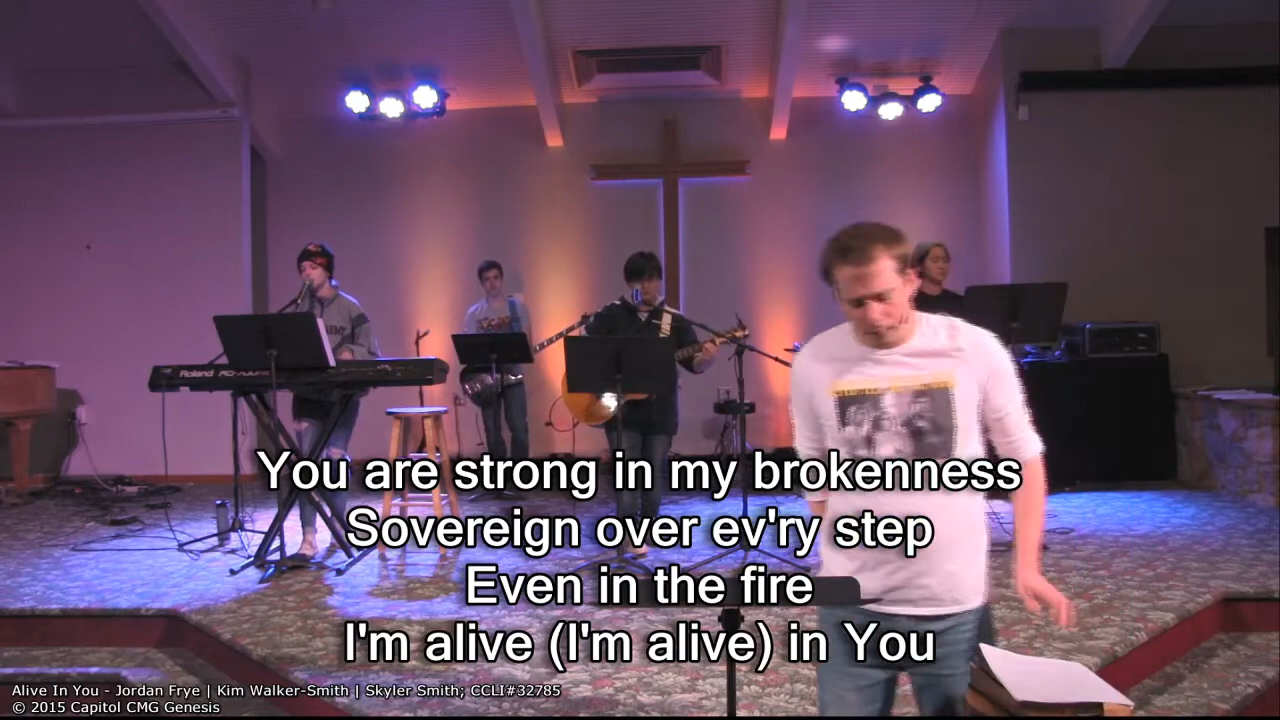 Roland
ARMY
You are strong in my brokenness
Sovereign over ev'ry step
Even in the fire
I'm alive (I'm alive) in You
Alive In You - Jordan Frye | Kim Walker-Smith | Skyler Smith; CCLI#32785
© 2015 Capitol CMG Genesis